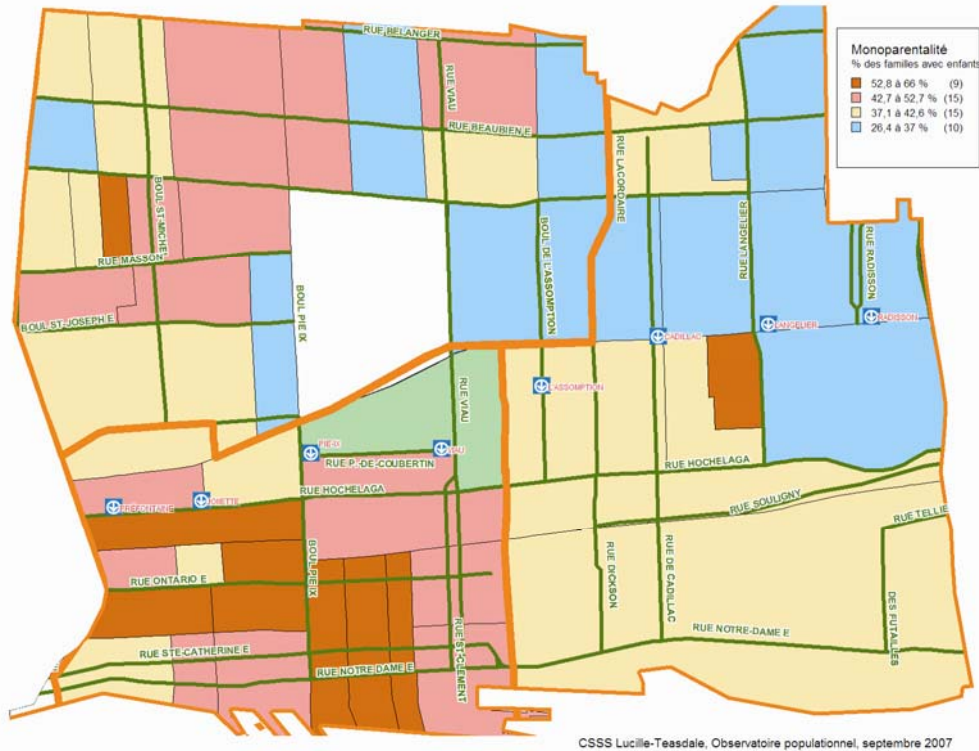 RUE BELANGER
RUE VIAU
RUE BEAUBIEN E
RUE LACORDAIRE
Monoparentalité
% des familles avec enfants
52,8 à 66 % (9)
42,7 à 52,7 % (15)
37,1 à 42,6 % (15)
26,4 à 37 % (10)
BOUL ST-MICHEL
RUE MASSON
BOUL ST-JOSEPH E
BOUL PIE IX
BOUL DE L'ASSOMPTION
RUE LANGELIER
RUE RADISSON
CADILLAC
LANGELIER
RADISSON
L'ASSOMPTION
RUE VIAU
PIE-IX
VIAU
RUE P.-DE-COUBERTIN
RUE HOCHELAGA
RUE HOCHELAGA
PRÉFONTAINE
JOLIETTE
BOUL PIE IX
RUE SOULIGNY
RUE TELLIE
RUE ONTARIO E
RUE DICKSON
RUE DE CADILLAC
DES FUTAILLES
RUE STE-CATHERINE E
RUE ST-CLEMENT
RUE NOTRE-DAME E
RUE NOTRE-DAME E
CSSS Lucille-Teasdale, Observatoire populationnel, septembre 2007